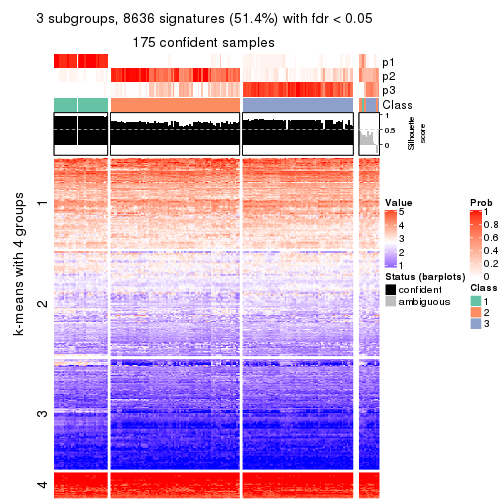 3 subgroups, 8636 signatures (51.4%) with fdr < 0.05
175 confident samples
p1
p2
p3
Class
1
0.5
0
Silhouette
score
k-means with 4 groups
1
2
3
4
Value
5
4
3
2
1
Status (barplots)
confident
ambiguous
Prob
1
0.8
0.6
0.4
0.2
0
Class
1
2
3